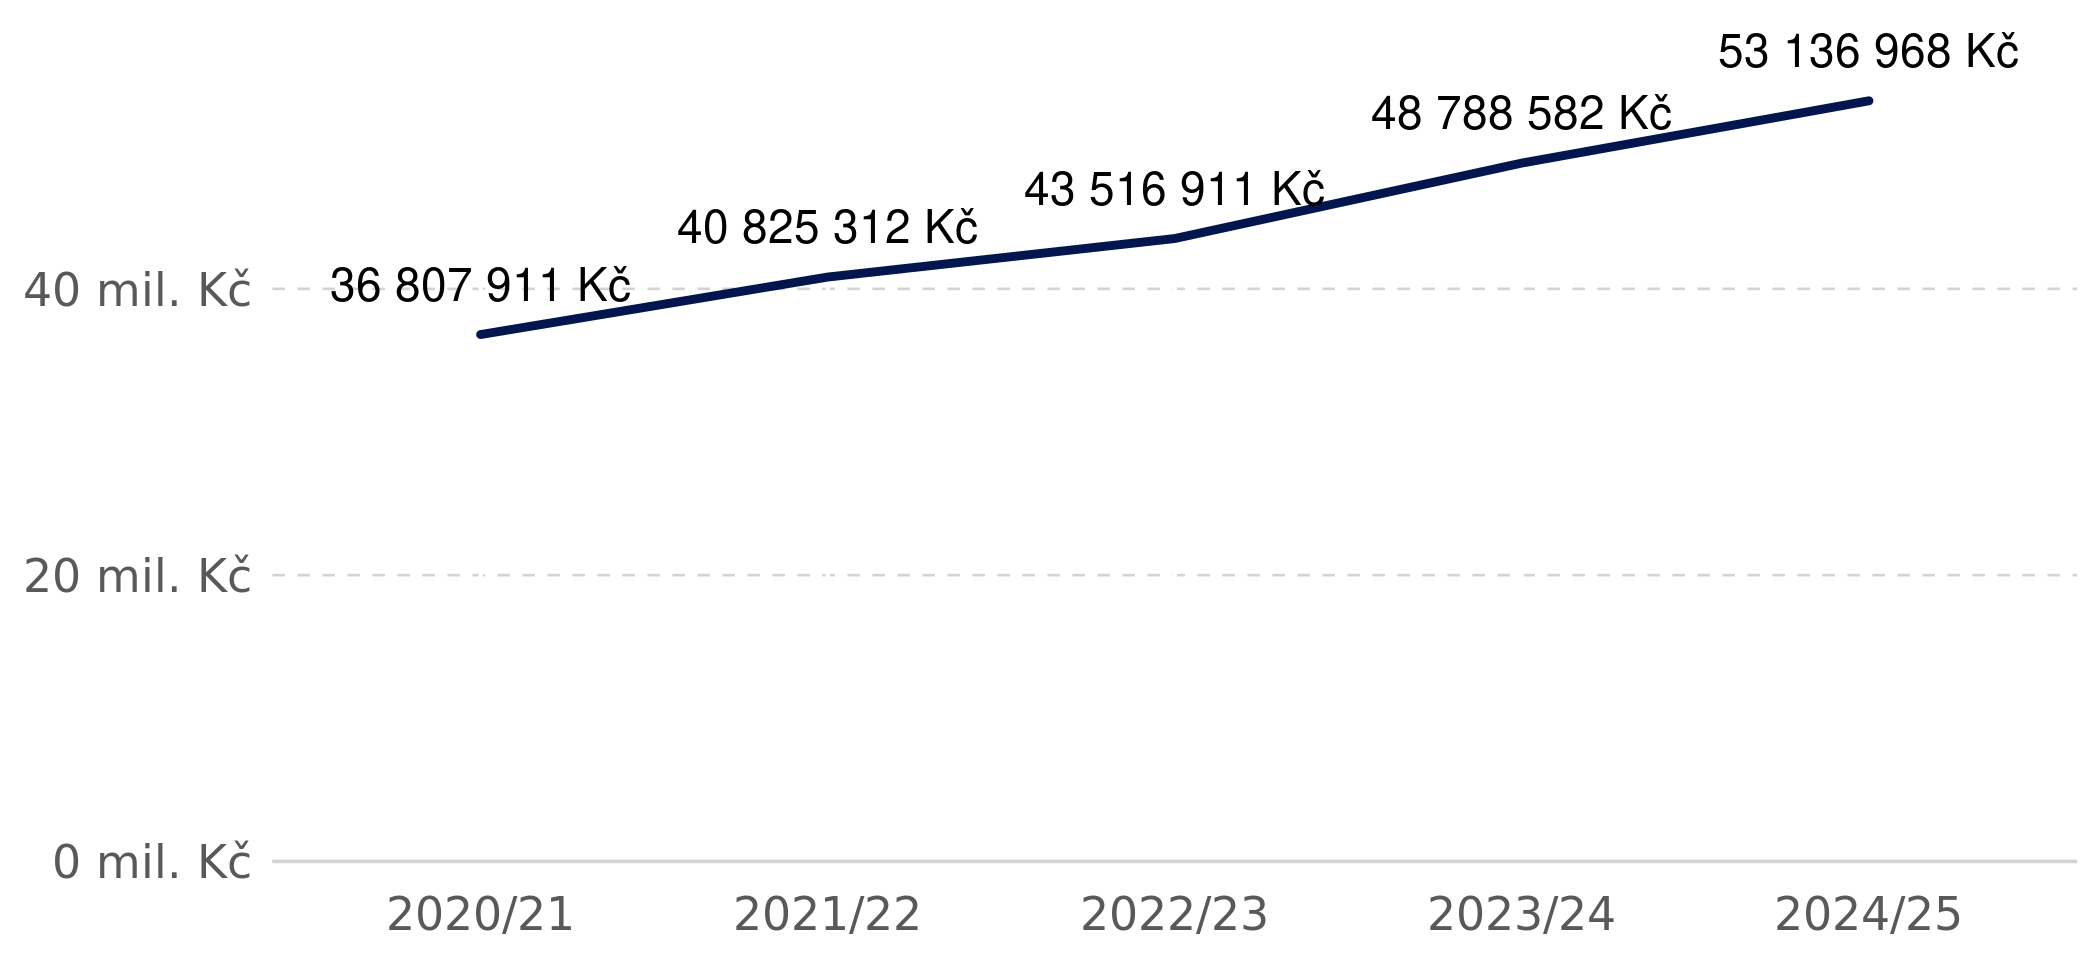 53 136 968 Kč
48 788 582 Kč
43 516 911 Kč
40 825 312 Kč
40 mil. Kč
36 807 911 Kč
20 mil. Kč
0 mil. Kč
2020/21
2021/22
2022/23
2023/24
2024/25